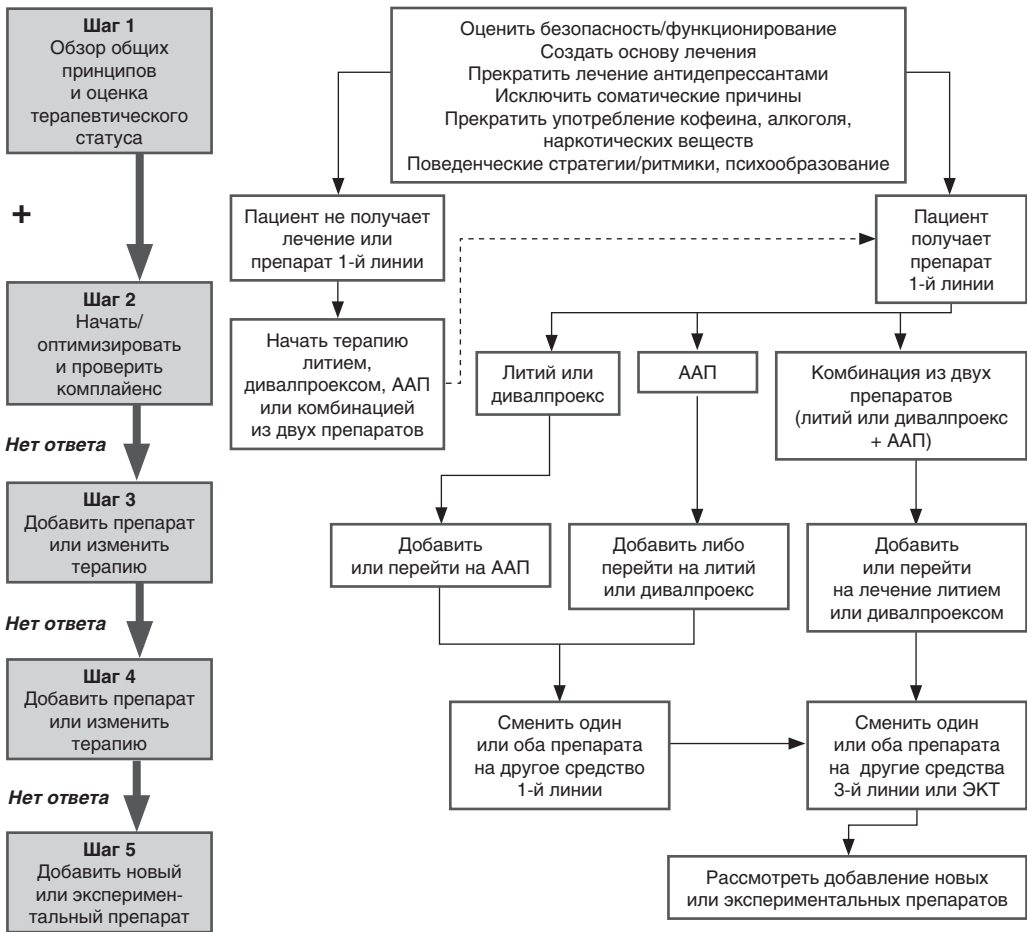 Шаг 1
Обзор общих
принципов
и оценка
терапевтического
статуса
+
Шаг 2
Начать/
оптимизировать
и проверить
комплайенс
Нет ответа
Шаг 3
Добавить препарат
или изменить
терапию
Нет ответа
Шаг 4
Добавить препарат
или изменить
терапию
Нет ответа
Шаг 5
Добавить новый
или эксперимен-
тальный препарат
Оценить безопасность/функционирование
Создать основу лечения
Прекратить лечение антидепрессантами
Исключить соматические причины
Прекратить употребление кофеина, алкоголя,
наркотических веществ
Поведенческие стратегии/ритмики, психообразование
Пациент не получает
лечение или
препарат 1-й линии
Пациент
получает
препарат
1-й линии
Начать терапию
литием,
дивалпроексом, ААП
или комбинацией
из двух препаратов
Литий или
дивалпроекс
ААП
Комбинация из двух
препаратов
(литий или дивалпроекс
+ ААП)
Добавить
или перейти на ААП
Добавить либо
перейти на литий
или дивалпроекс
Добавить
или перейти
на лечение литием
или дивалпроексом
Сменить один
или оба препарата
на другое средство
1-й линии
Сменить один
или оба препарата
на другие средства
3-й линии или ЭКТ
Рассмотреть добавление новых
или экспериментальных препаратов